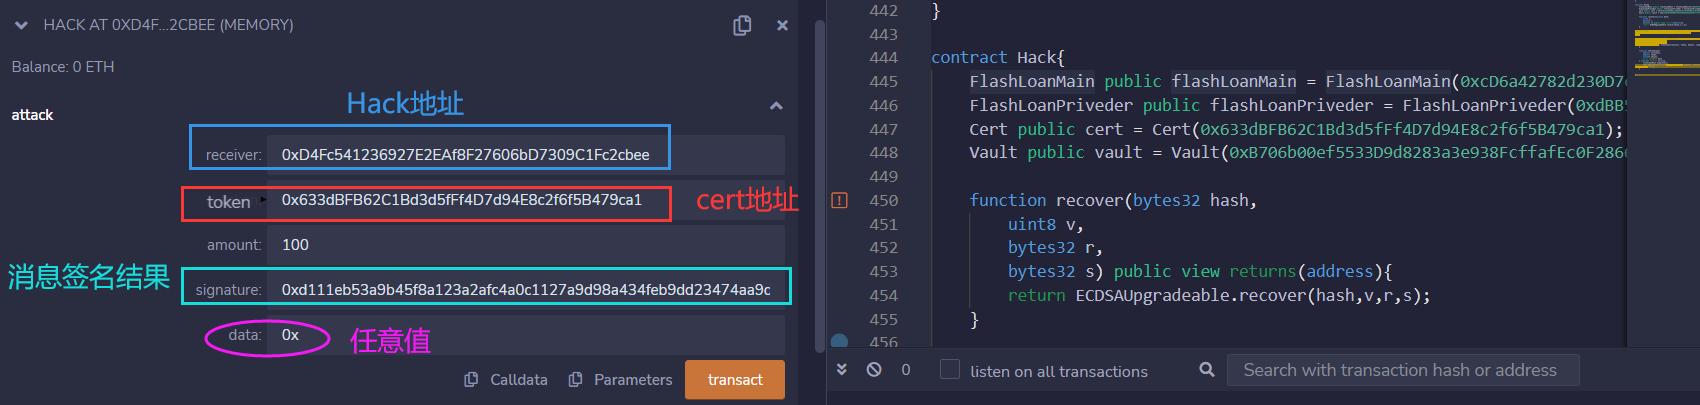 HACK AT 0XD4F...2CBEE (MEMORY)
Balance: 0 ETH
attack
Hack地址
receiver: 0xD4Fc541236927E2EAf8F27606bD7309C1Fc2cbee
token 0x633dBFB62C1Bd3d5fFf4D7d94E8c2f6f5B479ca1 cert地址
amount: 100
消息签名结果
signature: 0xd111eb53a9b45f8a123a2afc4a0c1127a9d98a434feb9dd23474aa9c
data: 0x 任意值
Calldata Parameters transact
442 }
443
444 contract Hack{
445 FlashLoanMain public flashLoanMain = FlashLoanMain(0xcD6a42782d230D7
446 FlashLoanPriveder public flashLoanPriveder = FlashLoanPriveder(0xdBB5
447 Cert public cert = Cert(0x633dBFB62C1Bd3d5fFf4D7d94E8c2f6f5B479ca1);
448 Vault public vault = Vault(0xB706b00ef5533D9d8283a3e938FcffafEc0F286
449
450 function recover(bytes32 hash,
451 uint8 v,
452 bytes32 r,
453 bytes32 s) public view returns(address){
454 return ECDSAUpgradeable.recover(hash,v,r,s);
455 }
456
0 listen on all transactions Search with transaction hash or address